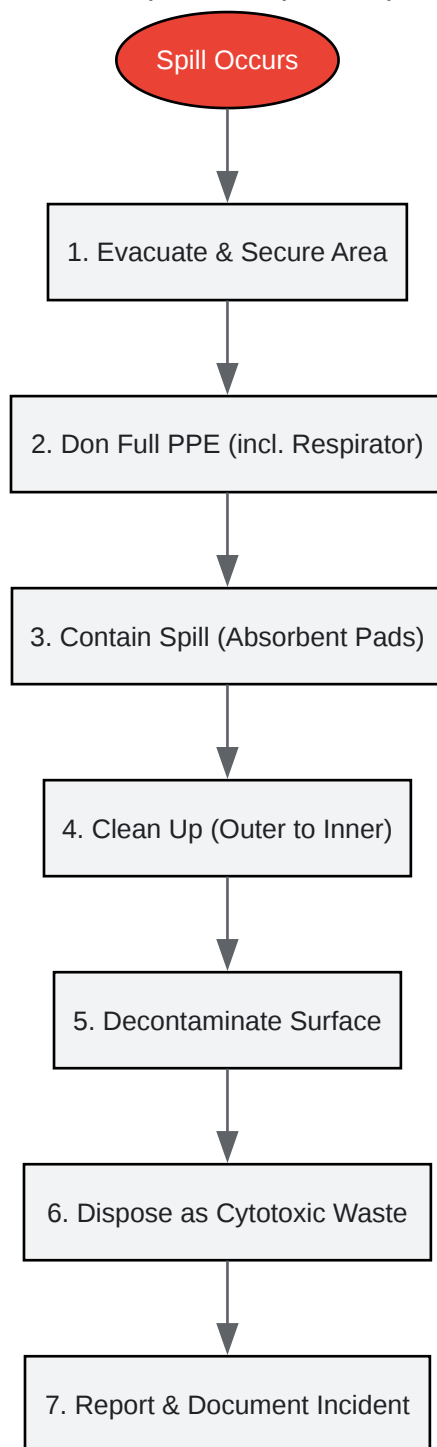 Spill Occurs
1. Evacuate & Secure Area
2. Don Full PPE (incl. Respirator)
3. Contain Spill (Absorbent Pads)
4. Clean Up (Outer to Inner)
5. Decontaminate Surface
6. Dispose as Cytotoxic Waste
7. Report & Document Incident